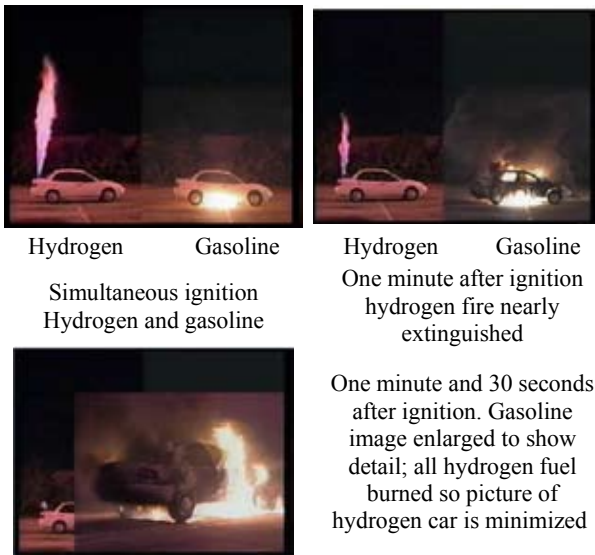 Hydrogen Gasoline
Simultaneous ignition
Hydrogen and gasoline
Hydrogen Gasoline
One minute after ignition
hydrogen fire nearly
extinguished
One minute and 30 seconds
after ignition. Gasoline
image enlarged to show
detail; all hydrogen fuel
burned so picture of
hydrogen car is minimized